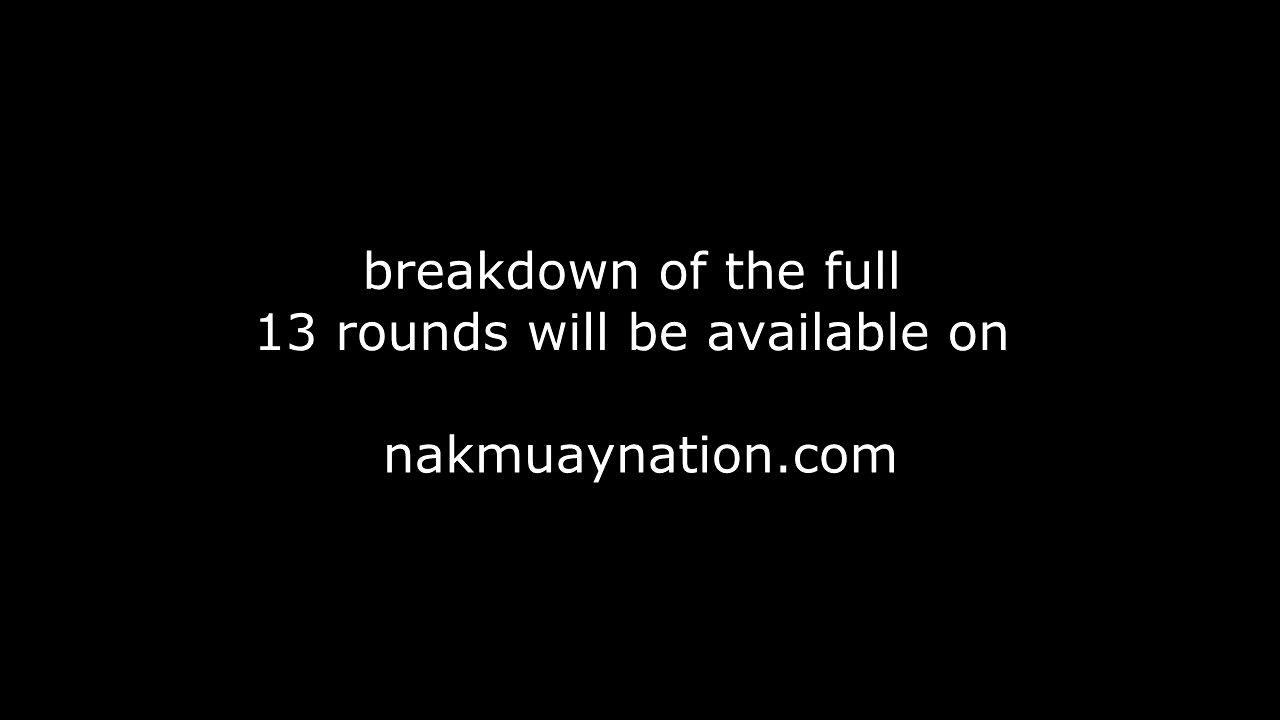 breakdown of the full
13 rounds will be available on
nakmuaynation.com